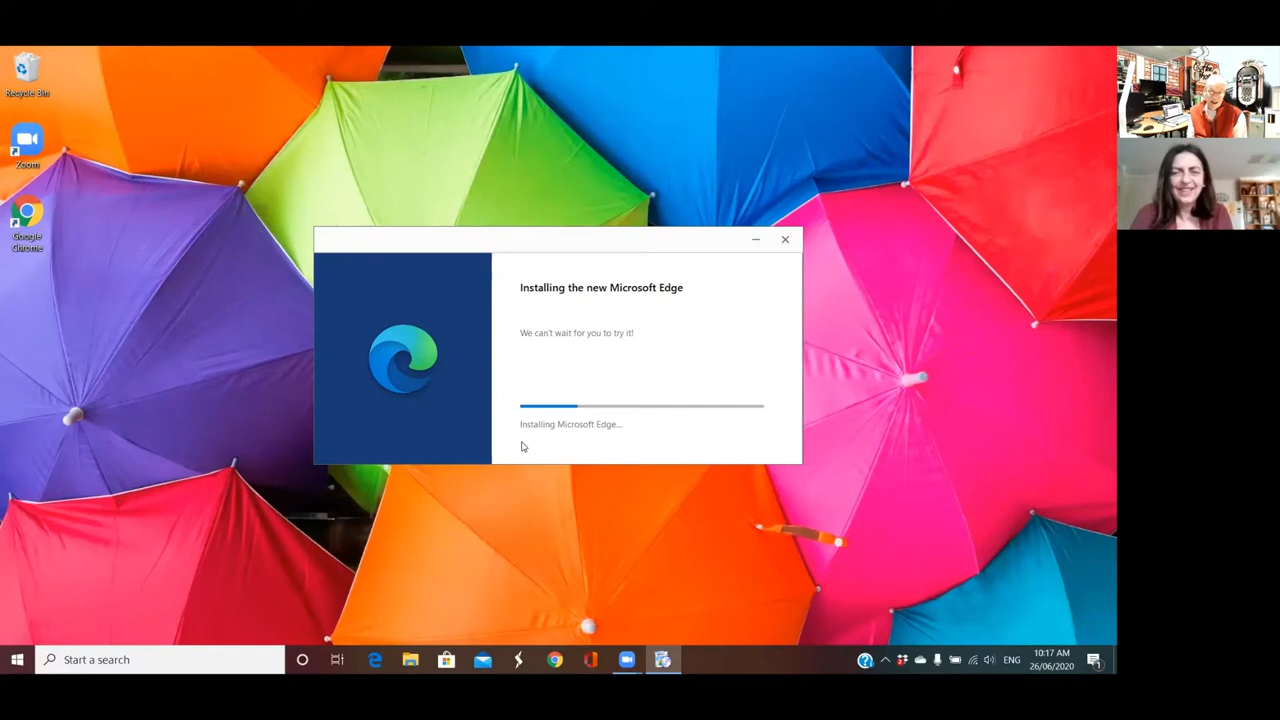 Recycle Bin
Zoom
Google
Chrome
Installing the new Microsoft Edge
We can't wait for you to try it!
Installing Microsoft Edge...
Start a search
ENG
10:17 AM
26/06/2020
1